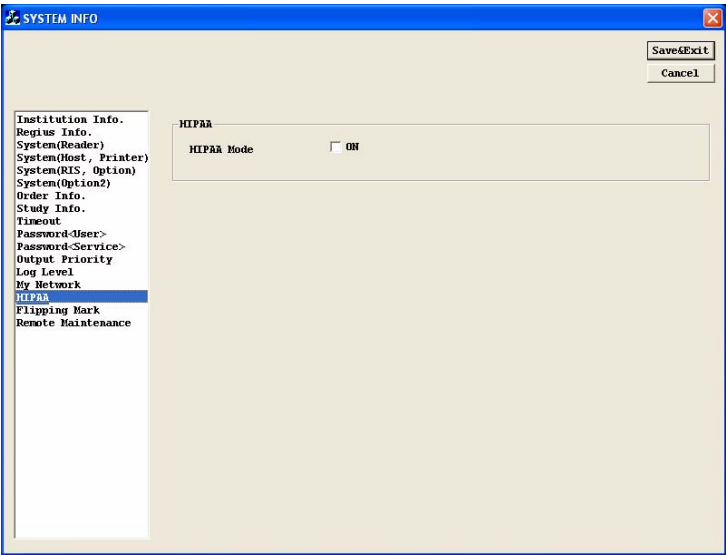 SYSTEM INFO
Save&Exit
Cancel
Institution Info.
Regius Info.
System(Reader)
System(Host, Printer)
System(RIS, Option)
System(Option2)
Order Info.
Study Info.
Timeout
Password<User>
Password<Service>
Output Priority
Log Level
My Network
HIPAA
Flipping Mark
Remote Maintenance
HIPAA
HIPAA Mode ON